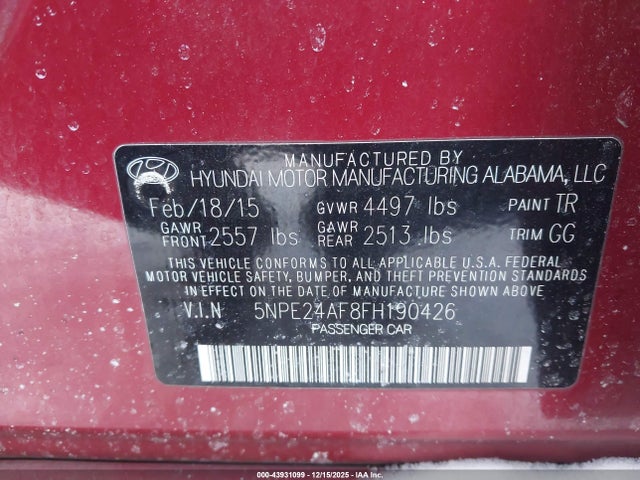 MANUFACTURED BY
HYUNDAI MOTOR MANUFACTURING ALABAMA, LLC
Feb/18/15 GVWR 4497 lbs PAINT TR
GAWR FRONT 2557 lbs GAWR REAR 2513 lbs TRIM GG
THIS VEHICLE CONFORMS TO ALL APPLICABLE U.S.A. FEDERAL
MOTOR VEHICLE SAFETY, BUMPER, AND THEFT PREVENTION
STANDARDS IN EFFECT ON THE DATE OF MANUFACTURE SHOWN ABOVE.
V.I.N 5NPE24AF8FH190426
PASSENGER CAR
000-43931099 - 12/15/2025 - IAA Inc.